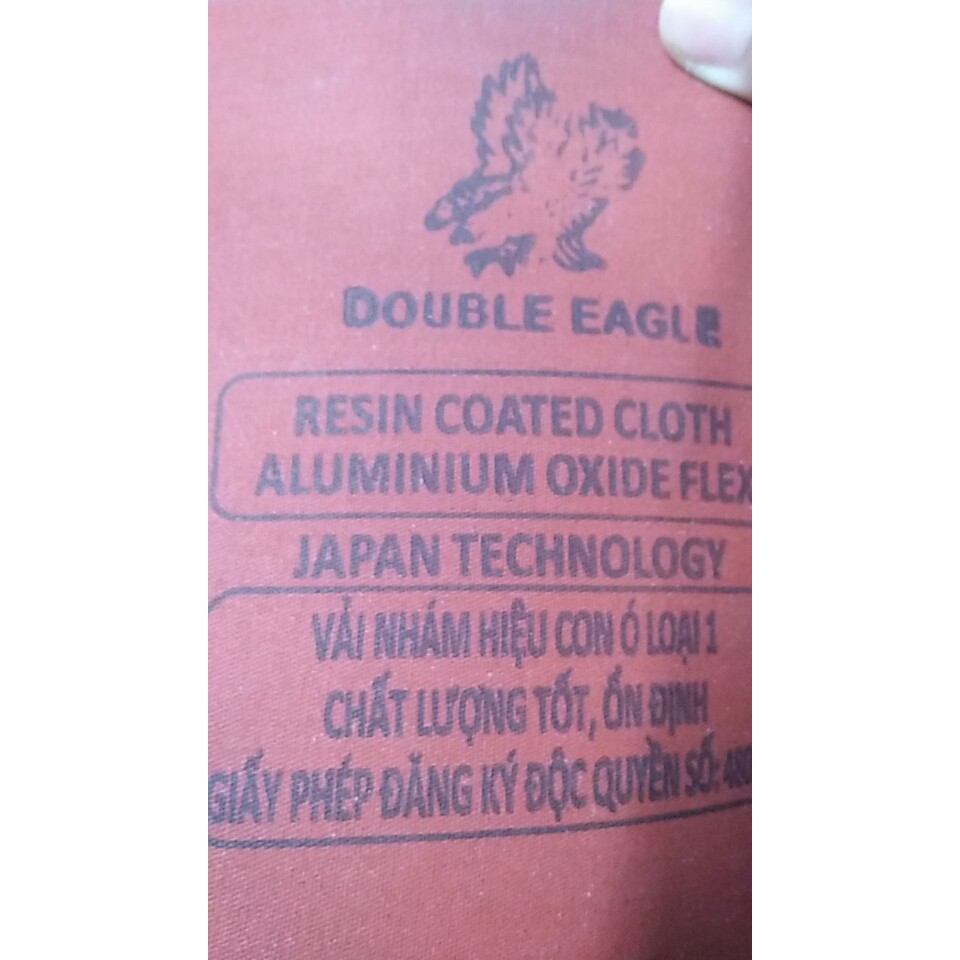 DOUBLE EAGLE
RESIN COATED CLOTH
ALUMINIUM OXIDE FLEX
JAPAN TECHNOLOGY
VẢI NHÁM HIỆU CON Ó LOẠI 1
CHẤT LƯỢNG TỐT, ỔN ĐỊNH
GIẤY PHÉP ĐĂNG KÝ ĐỘC QUYỀN SỐ: